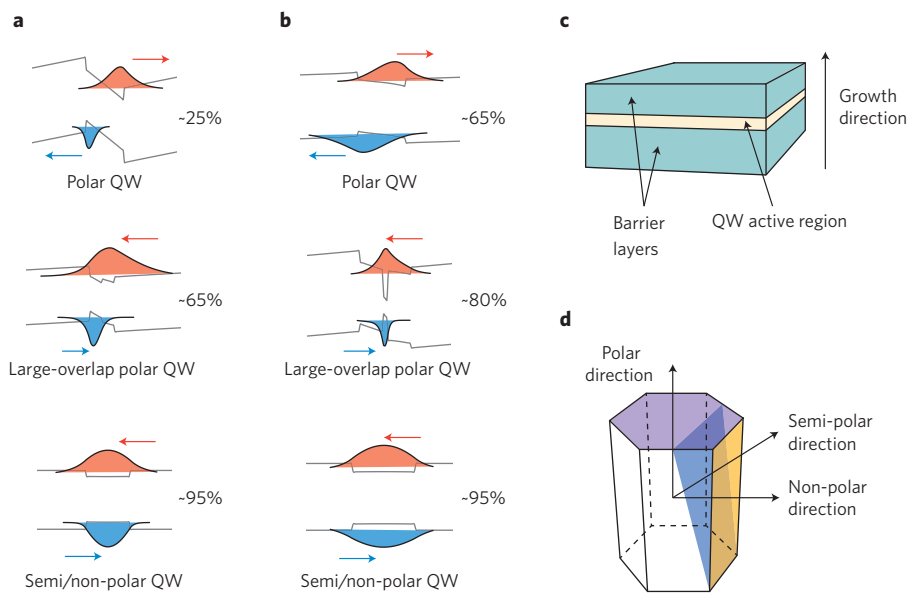 a
~25%
Polar QW
~65%
Large-overlap polar QW
~95%
Semi/non-polar QW
b
~65%
Polar QW
~80%
Large-overlap polar QW
~95%
Semi/non-polar QW
c
Growth
direction
Barrier
layers
QW active region
d
Polar
direction
Semi-polar
direction
Non-polar
direction